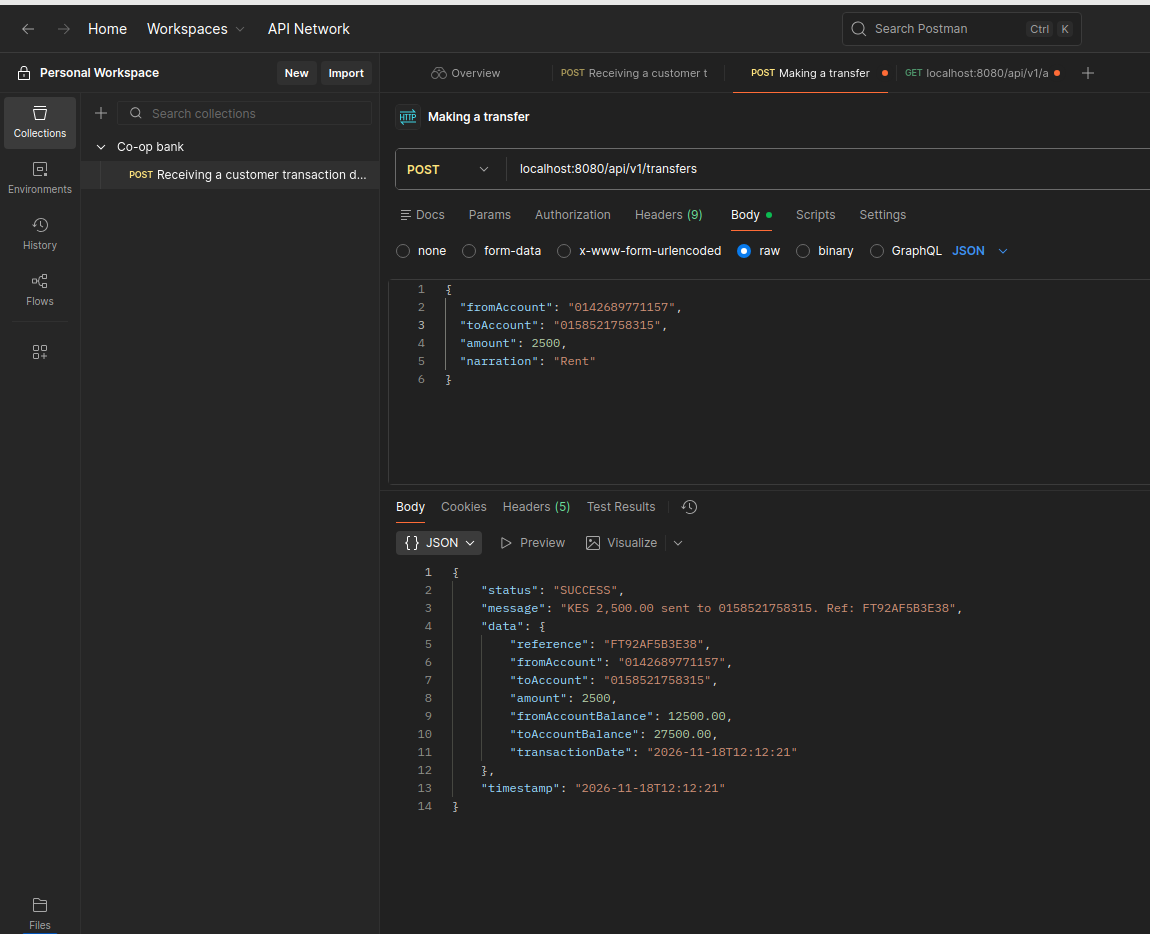 Home Workspaces API Network Search Postman Ctrl K
Personal Workspace New Import Overview POST Receiving a customer t POST Making a transfer GET localhost:8080/api/v1/a
Collections
Environments
History
Flows
Files
Search collections
Co-op bank
POST Receiving a customer transaction d...
HTTP Making a transfer
POST localhost:8080/api/v1/transfers
Docs Params Authorization Headers (9) Body Scripts Settings
none form-data x-www-form-urlencoded raw binary GraphQL JSON
1 {
2 "fromAccount": "0142689771157",
3 "toAccount": "0158521758315",
4 "amount": 2500,
5 "narration": "Rent"
6 }
Body Cookies Headers (5) Test Results
{} JSON Preview Visualize
1 {
2 "status": "SUCCESS",
3 "message": "KES 2,500.00 sent to 0158521758315. Ref: FT92AF5B3E38",
4 "data": {
5 "reference": "FT92AF5B3E38",
6 "fromAccount": "0142689771157",
7 "toAccount": "0158521758315",
8 "amount": 2500,
9 "fromAccountBalance": 12500.00,
10 "toAccountBalance": 27500.00,
11 "transactionDate": "2026-11-18T12:12:21"
12 },
13 "timestamp": "2026-11-18T12:12:21"
14 }